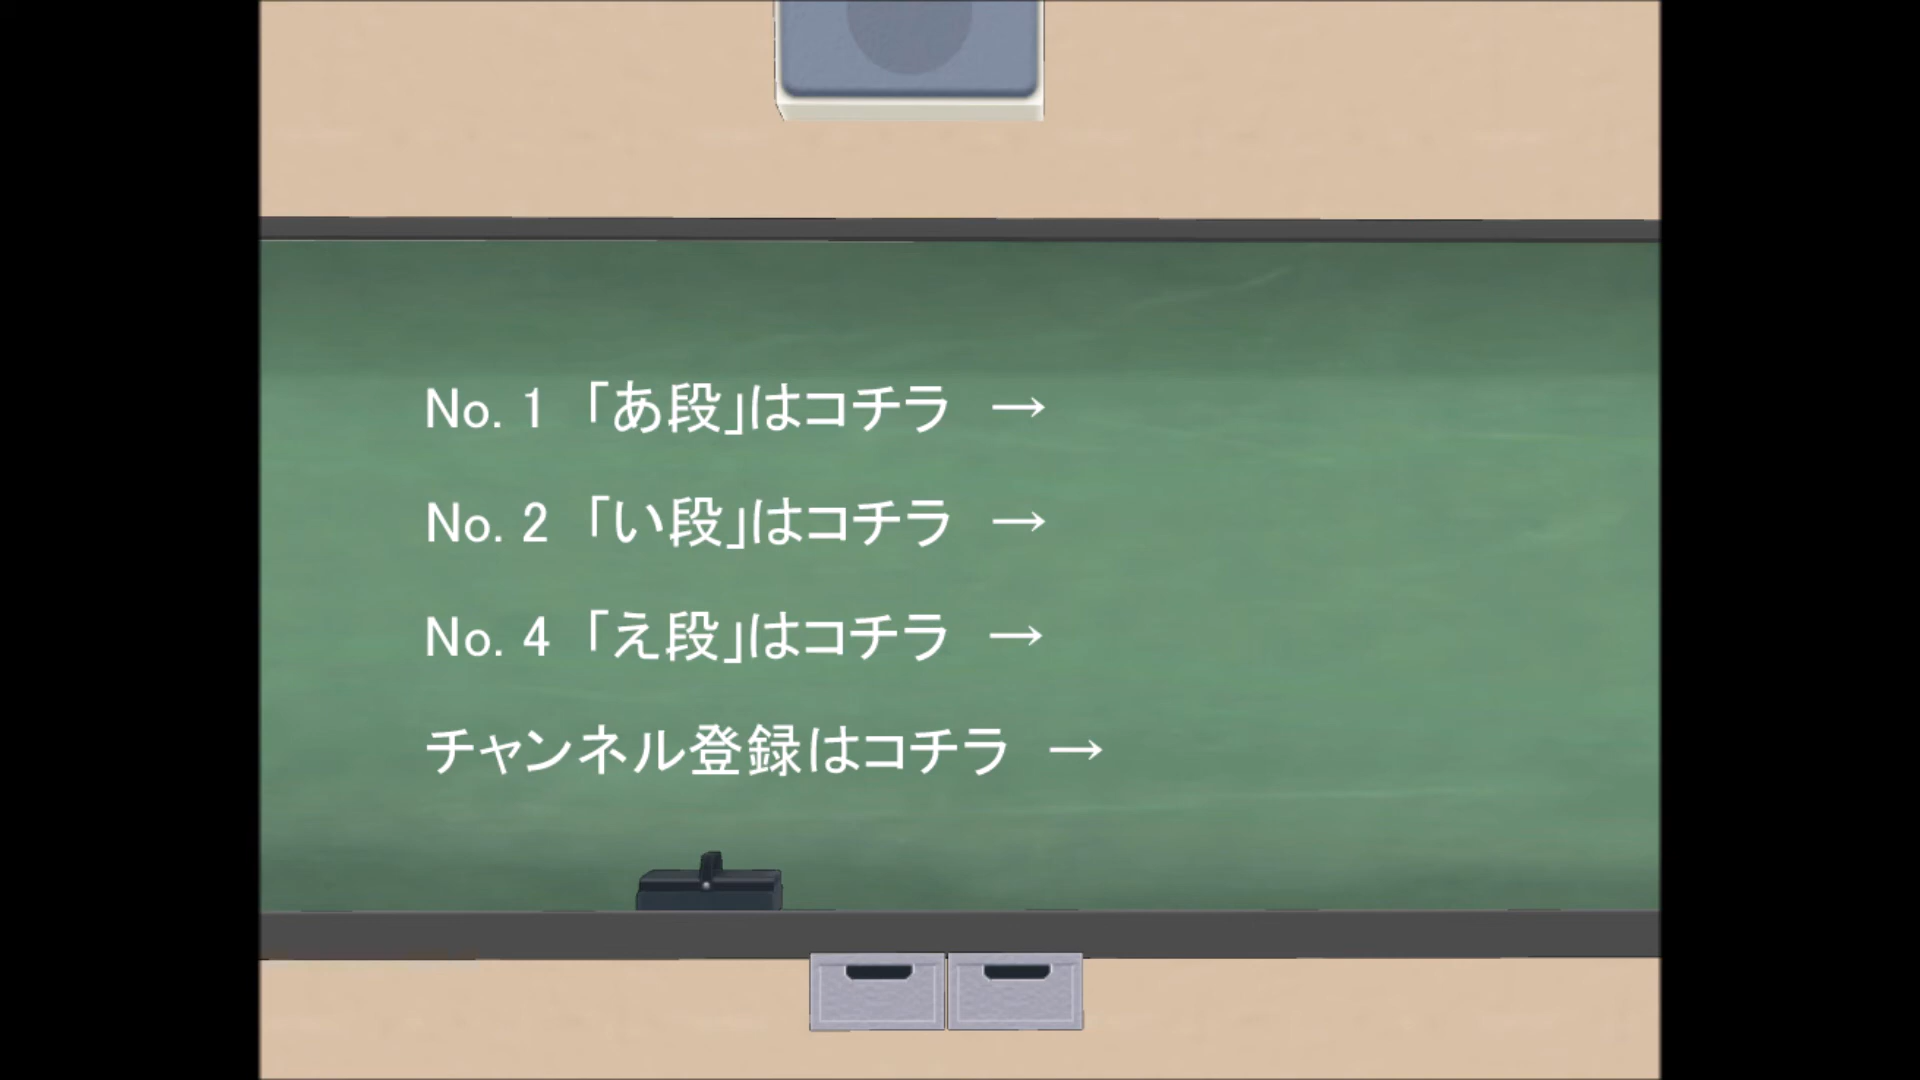 No. 1 「あ段」はコチラ →
No. 2 「い段」はコチラ →
No. 4 「え段」はコチラ →
チャンネル登録はコチラ →